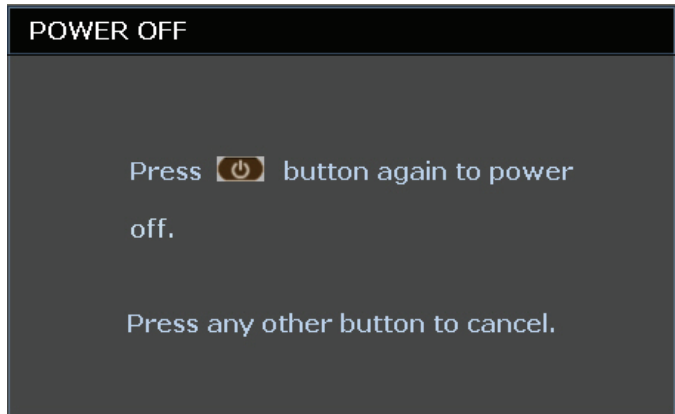 POWER OFF
Press button again to power
off.
Press any other button to cancel.